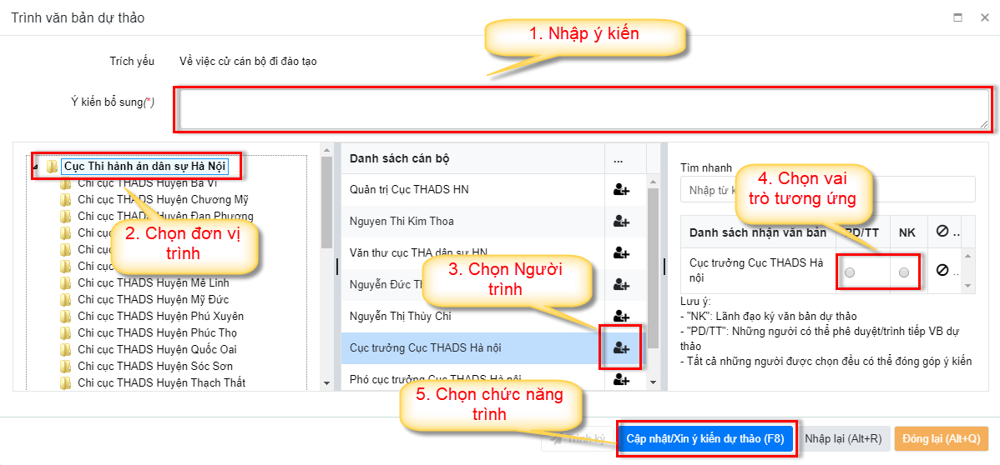 Trình văn bản dự thảo
1. Nhập ý kiến
Trích yếu
Về việc cử cán bộ đi đào tạo
Ý kiến bổ sung(*)
Cục Thi hành án dân sự Hà Nội
Chi cục THADS Huyện Ba Vì
Chi cục THADS Huyện Chương Mỹ
Chi cục THADS Huyện Đan Phượng
Chi cục
Chi cục
Chi cục
Chi cục THADS Huyện Mê Linh
Chi cục THADS Huyện Mỹ Đức
Chi cục THADS Huyện Phú Xuyên
Chi cục THADS Huyện Phúc Thọ
Chi cục THADS Huyện Quốc Oai
Chi cục THADS Huyện Sóc Sơn
Chi cục THADS Huyện Thạch Thất
2. Chọn đơn vị
trình
Danh sách cán bộ
...
Quản trị Cục THADS HN
Nguyen Thi Kim Thoa
Văn thư cục THA dân sự HN
Nguyễn Đức
Nguyễn Thị Thùy Chi
Cục trưởng Cục THADS Hà nội
Phó cục trưởng Cục THADS Hà nội
3. Chọn Người
trình
Tìm nhanh
Nhập từ
4. Chọn vai
trò tương ứng
Danh sách nhận văn bản
PD/TT
NK
..
Cục trưởng Cục THADS Hà
nội
..
Lưu ý:
- "NK": Lãnh đạo ký văn bản dự thảo
- "PD/TT": Những người có thể phê duyệt/trình tiếp VB dự
thảo
- Tất cả những người được chọn đều có thể đóng góp ý kiến
5. Chọn chức năng
trình
Trình ký
Cập nhật/Xin ý kiến dự thảo (F8)
Nhập lại (Alt+R)
Đóng lại (Alt+Q)